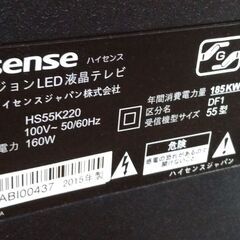 sense ハイセンス
ジョンLED液晶テレビ
ハイセンスジャパン株式会社
HS55K220
100V~ 50/60Hz
電力 160W
年間消費電力量 185KW
区分名 DF1
受信機型サイズ 55型
ABI00437 2015年製
危険
ハイセンスジャパン
S
G
A